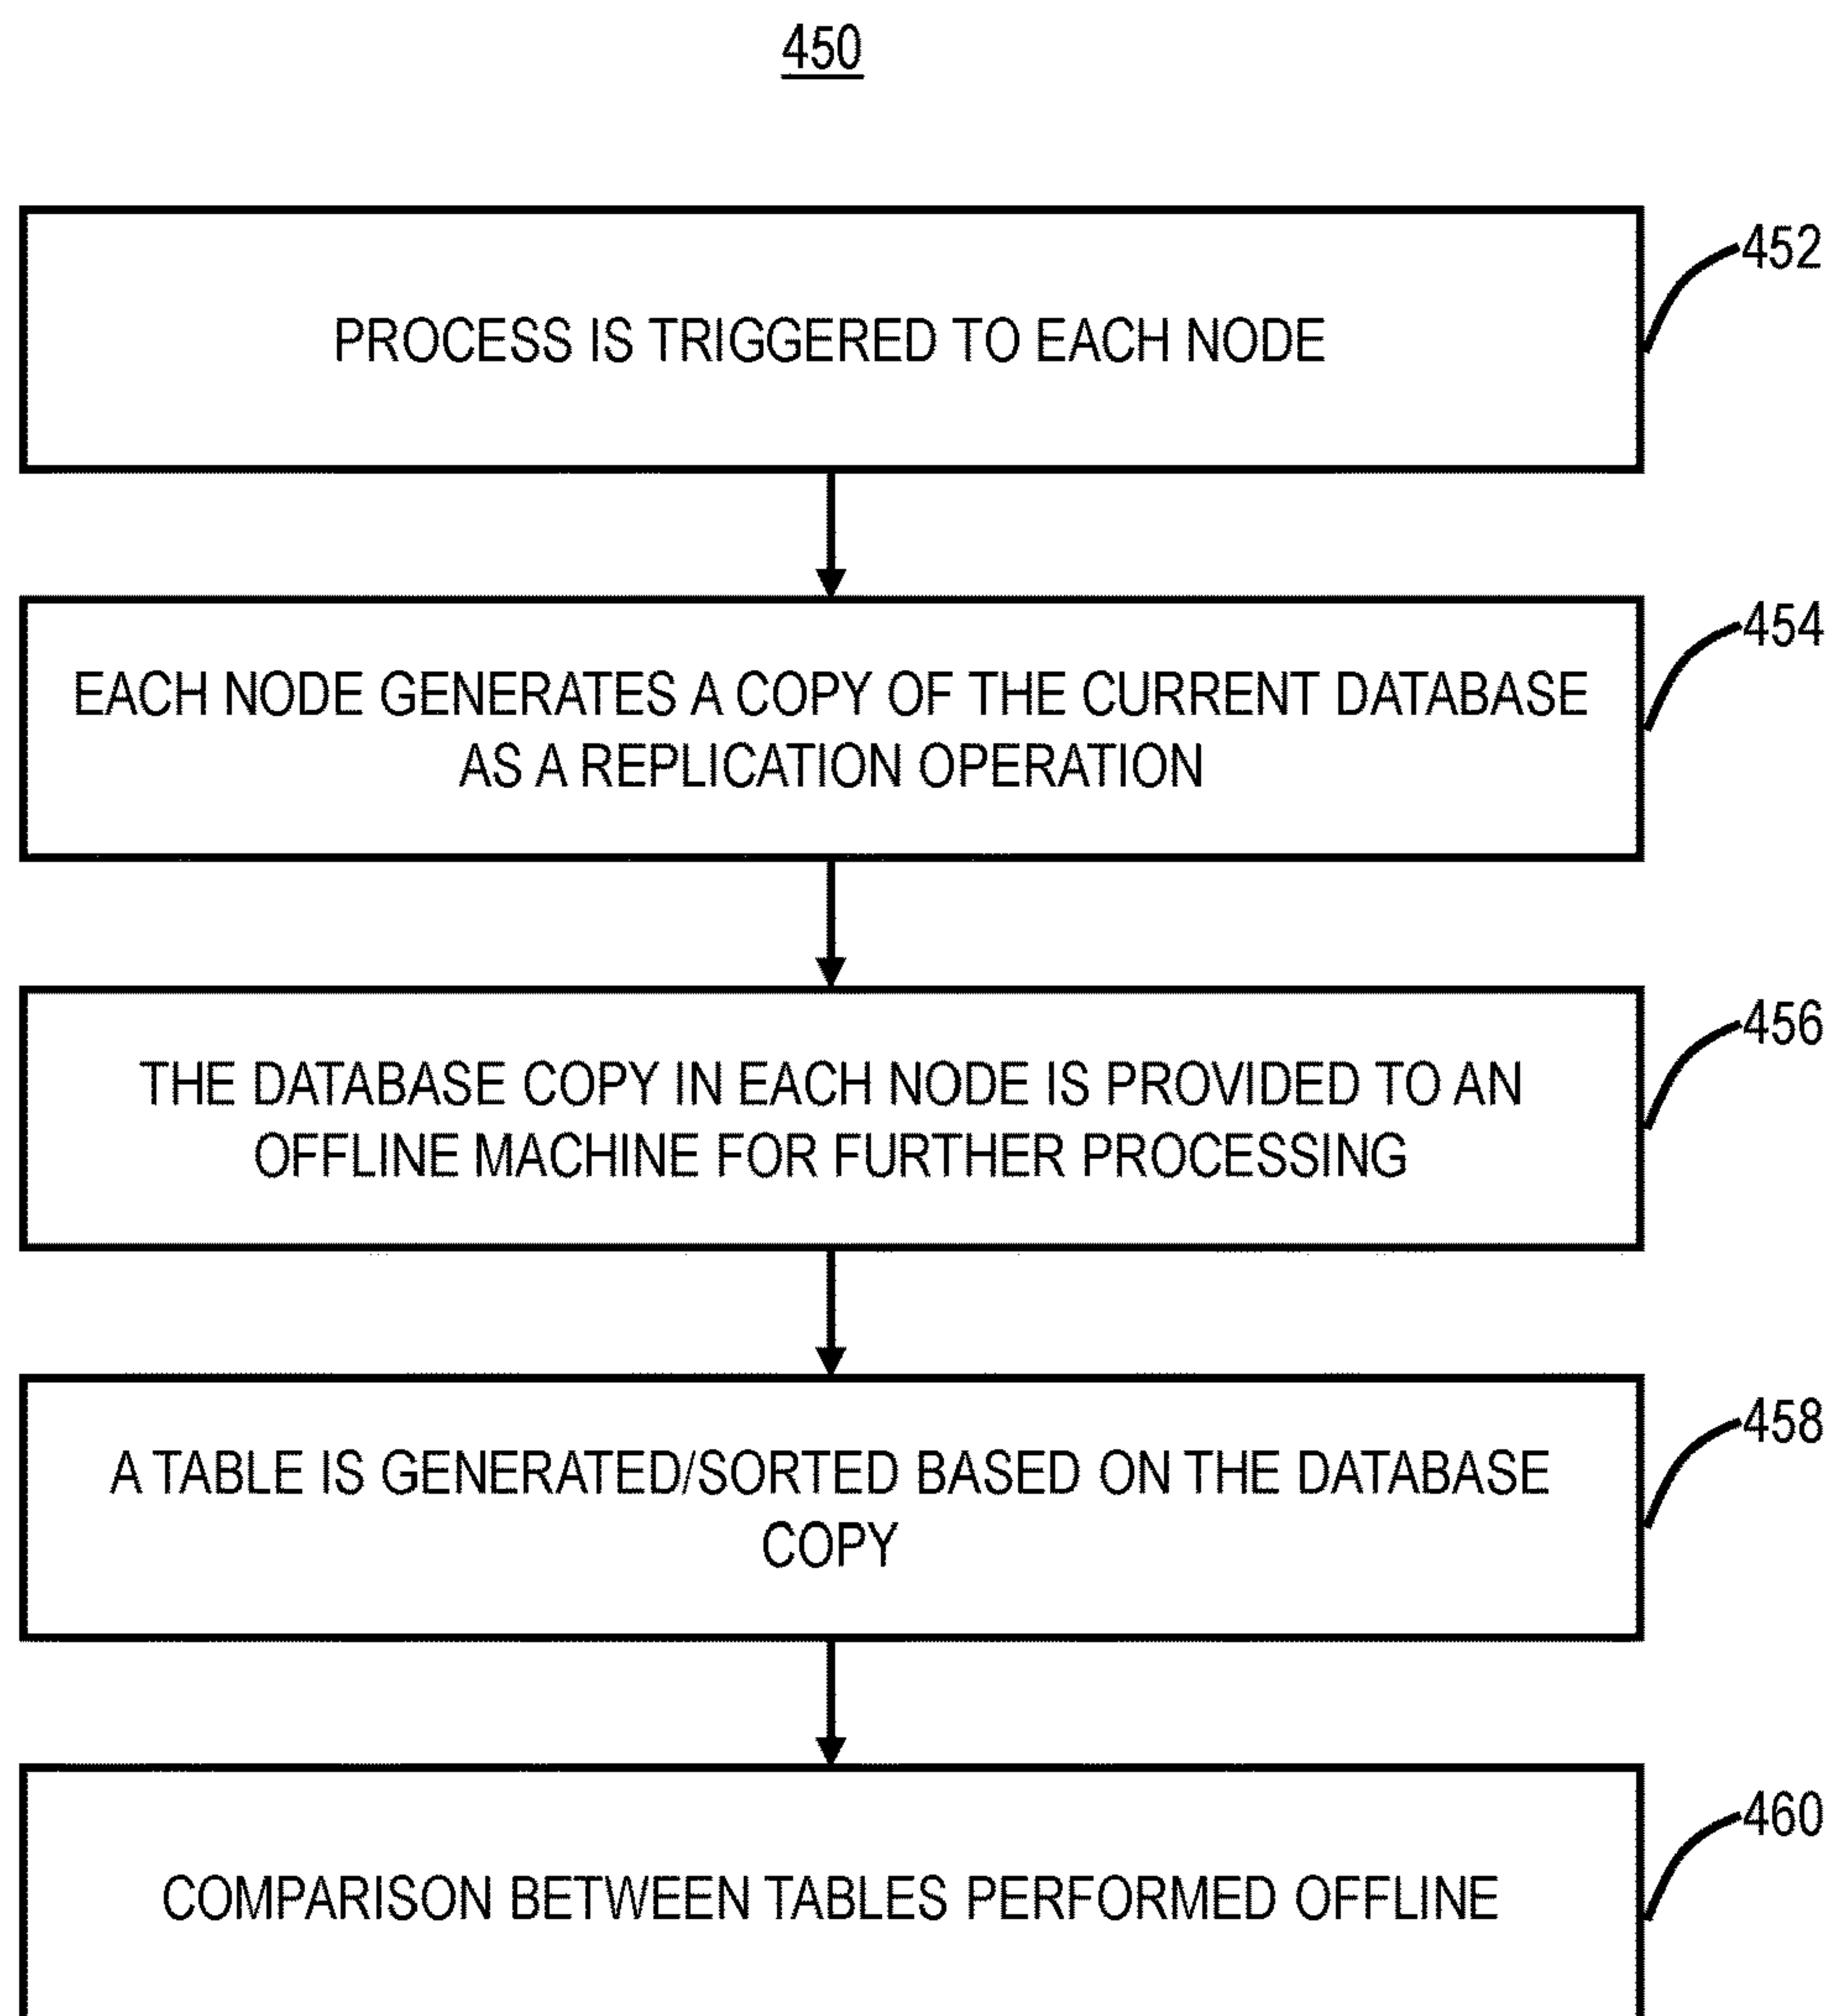 450
452
PROCESS IS TRIGGERED TO EACH NODE
454
EACH NODE GENERATES A COPY OF THE CURRENT DATABASE
AS A REPLICATION OPERATION
456
THE DATABASE COPY IN EACH NODE IS PROVIDED TO AN
OFFLINE MACHINE FOR FURTHER PROCESSING
458
A TABLE IS GENERATED/SORTED BASED ON THE DATABASE
COPY
460
COMPARISON BETWEEN TABLES PERFORMED OFFLINE